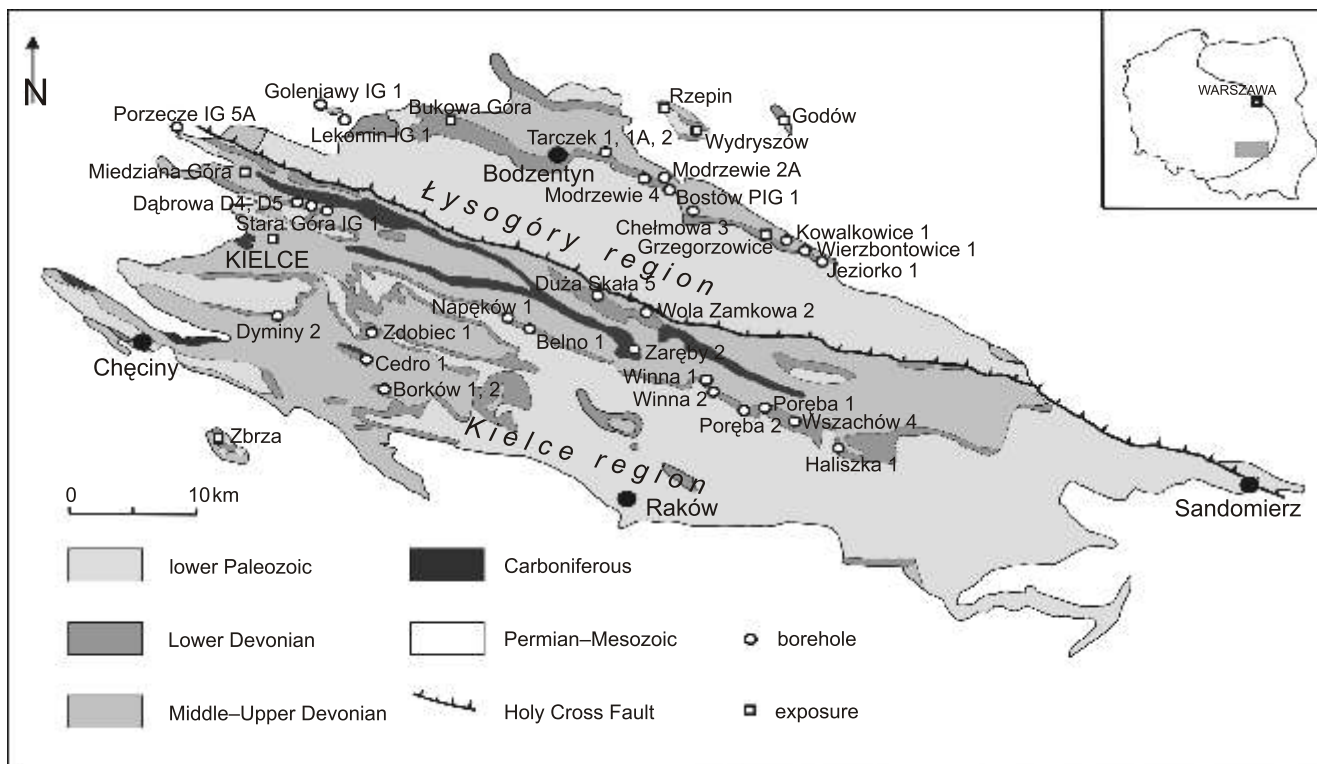 N
WARSZAWA
Goleniawy IG 1
Porzecze IG 5A
Lekomin IG 1
Bukowa Góra
Rzepin
Godów
Wydryszów
Tarczek 1, 1A, 2
Bodzentyn
Miedziana Góra
Modrzewie 2A
Modrzewie 4
Bostów PIG 1
Dąbrowa D4, D5
Stara Góra IG 1
Chełmowa 3
Kowalkowice 1
Grzegorzowice
Wierzbontowice 1
Jeziorko 1
KIELCE
Łysogóry region
Duża Skała 5
Napęków 1
Wola Zamkowa 2
Dyminy 2
Zdobiec 1
Belno 1
Zaręby 2
Chęciny
Cedro 1
Winna 1
Borków 1, 2
Winna 2
Poręba 1
Poręba 2
Wszachów 4
Zbrza
Kielce region
Haliszka 1
Raków
Sandomierz
0 10km
lower Paleozoic
Carboniferous
Lower Devonian
Permian–Mesozoic
borehole
Middle–Upper Devonian
Holy Cross Fault
exposure